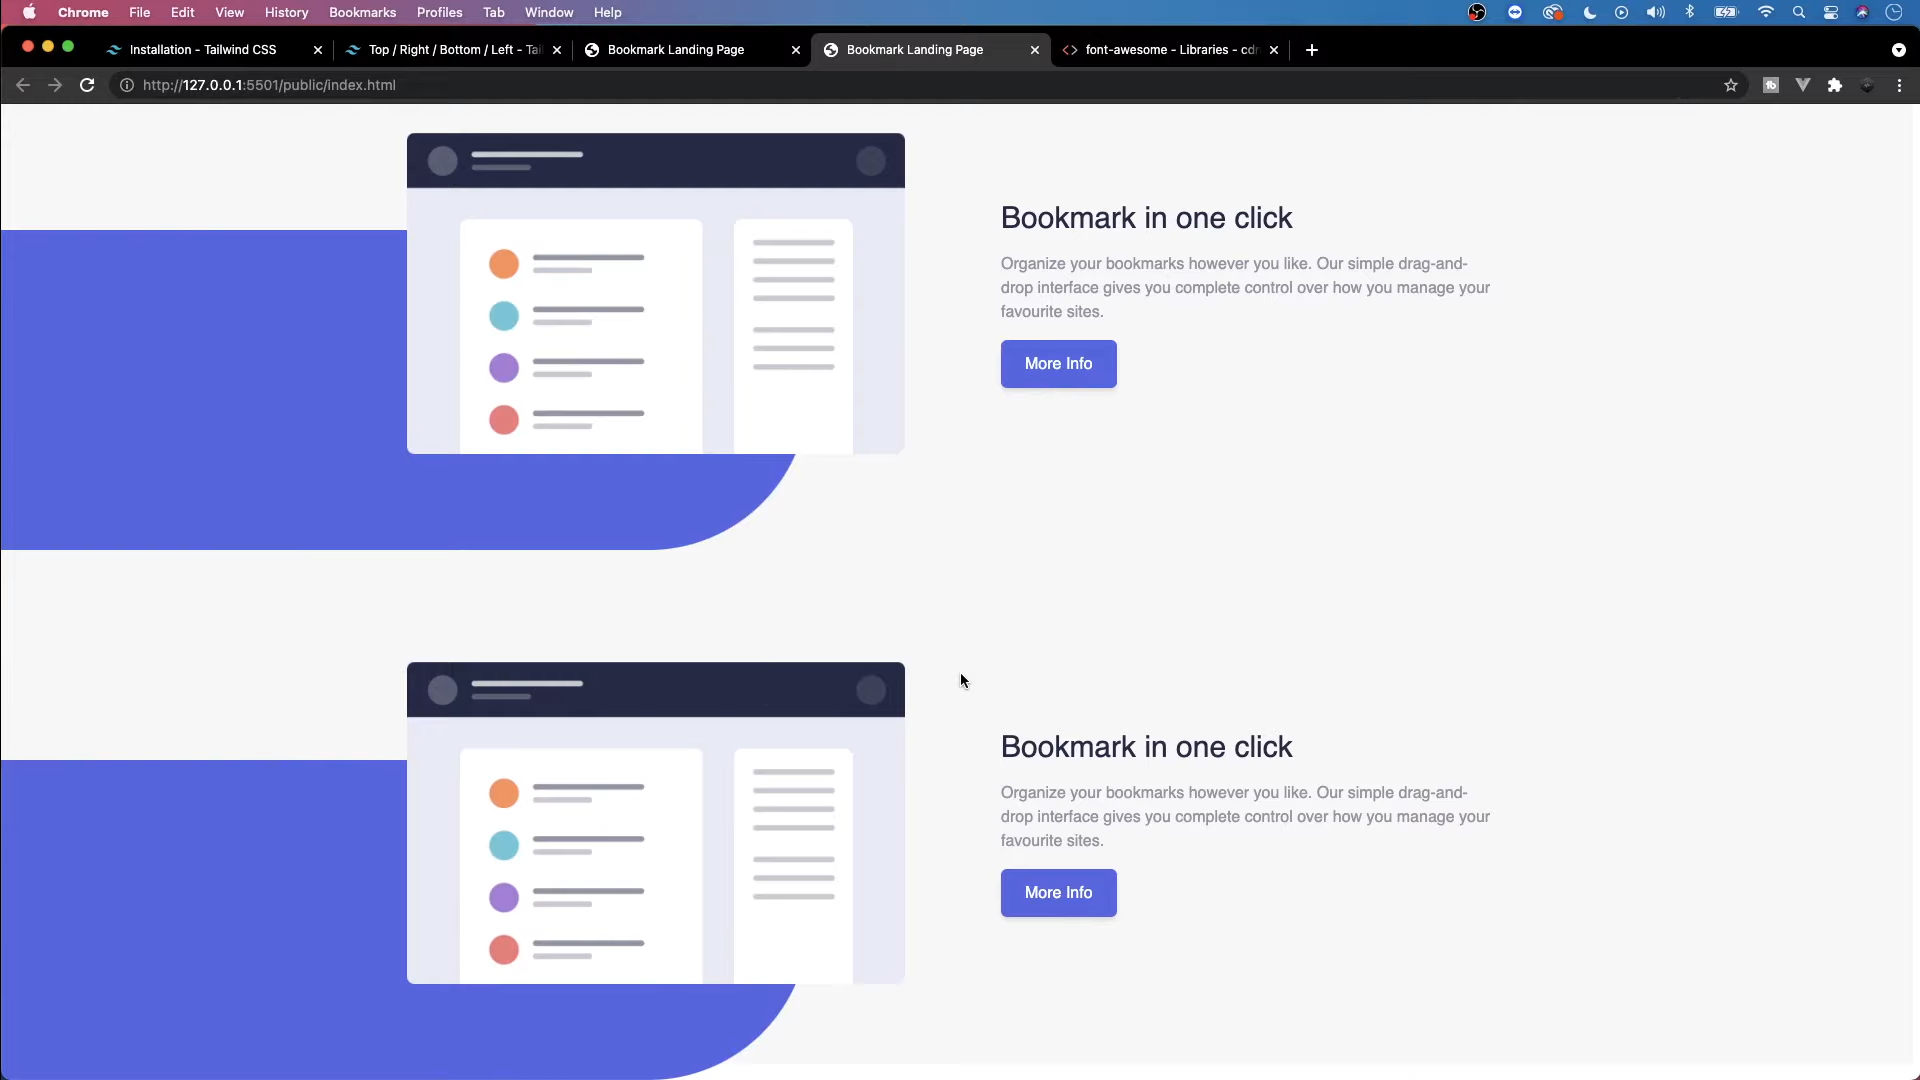 Chrome File Edit View History Bookmarks Profiles Tab Window Help
Installation - Tailwind CSS
Top / Right / Bottom / Left - Tai
Bookmark Landing Page
Bookmark Landing Page
font-awesome - Libraries - cdn
http://127.0.0.1:5501/public/index.html
Bookmark in one click
Organize your bookmarks however you like. Our simple drag-and-
drop interface gives you complete control over how you manage your
favourite sites.
More Info
Bookmark in one click
Organize your bookmarks however you like. Our simple drag-and-
drop interface gives you complete control over how you manage your
favourite sites.
More Info